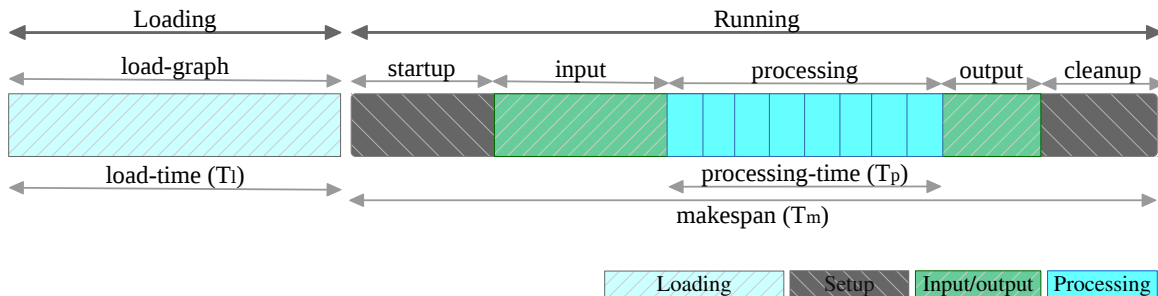 Loading Running
load-graph startup input processing output cleanup
load-time (Tl) processing-time (Tp)
makespan (Tm)
Loading Setup Input/output Processing